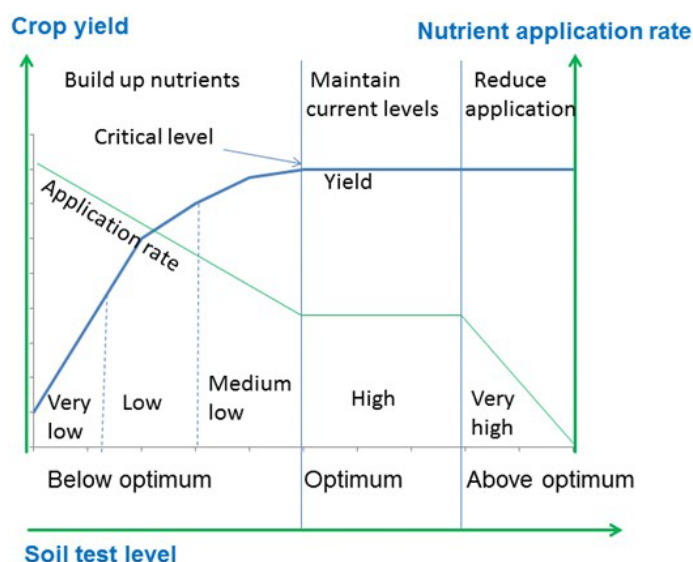 Crop yield
Nutrient application rate
Build up nutrients
Maintain
current levels
Reduce
application
Critical level
Yield
Application rate
Very
low
Low
Medium
low
High
Very
high
Below optimum
Optimum
Above optimum
Soil test level